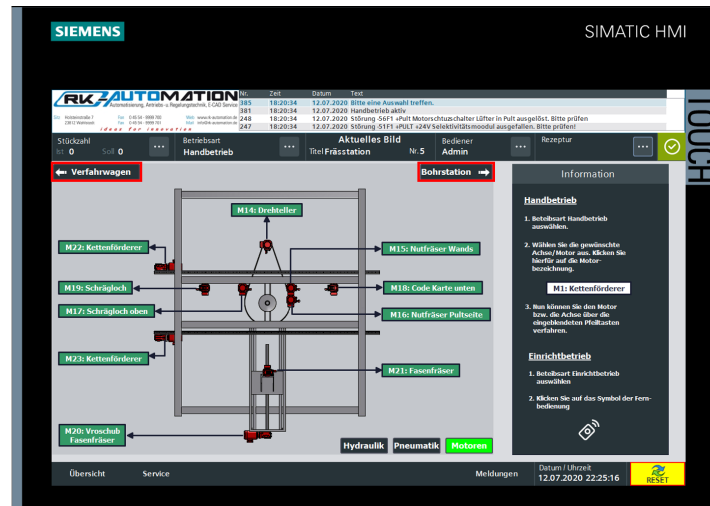 SIEMENS
SIMATIC HMI
TOUCH
RK-AUTOMATION
Automatisierung, Antriebs- u. Regelungstechnik, E-CAD Service
ideas for innovation
Nr. Zeit Datum Text
385 18:20:34 12.07.2020 Bitte eine Auswahl treffen.
381 18:20:34 12.07.2020 Handbetrieb aktiv
248 18:20:34 12.07.2020 Störung -56F1 +Pult Motorschutzschalter Lüfter in Pult ausgelöst. Bitte prüfen
247 18:20:34 12.07.2020 Störung -51F1 +PULT +24V Selektivitätsmoodul ausgefallen. Bitte prüfen!
Stückzahl
Ist 0 Soll 0 ...
Betriebsart
Handbetrieb ...
Aktuelles Bild
Titel Frässtation Nr. 5
Bediener
Admin ...
Rezeptur
...
Verfahrwagen
Bohrstation
M14: Drehteller
M22: Kettenförderer
M15: Nutfräser Wands
M19: Schrägloch
M18: Code Karte unten
M17: Schrägloch oben
M16: Nutfräser Pultseite
M23: Kettenförderer
M21: Fasenfräser
M20: Vroschub
Fasenfräser
Hydraulik Pneumatik Motoren
Information
Handbetrieb
1. Beteibsart Handbetrieb
auswählen.
2. Wählen Sie die gewünschte
Achse/Motor aus. Klicken Sie
hierfür auf die Motor-
bezeichnung.
M1: Kettenförderer
3. Nun können Sie den Motor
bzw. die Achse über die
eingeblendeten Pfeiltasten
verfahren.
Einrichtbetrieb
1. Beteibsart Einrichtbetrieb
auswählen
2. Klicken Sie auf das Symbol der Fern-
bedienung
Übersicht Service Meldungen
Datum / Uhrzeit
12.07.2020 22:25:16
RESET